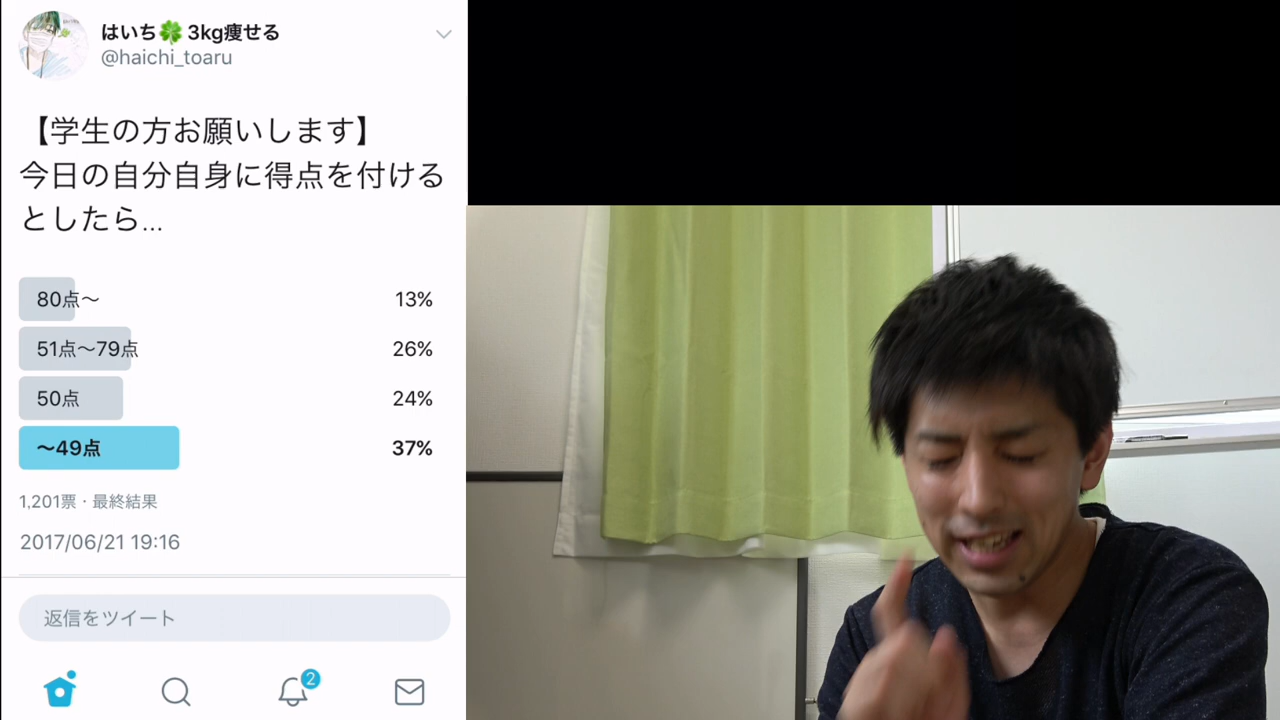 はいち🍀3kg痩せる
@haichi_toaru
【学生の方お願いします】
今日の自分自身に得点を付ける
としたら...
80点〜 13%
51点〜79点 26%
50点 24%
〜49点 37%
1,201票・最終結果
2017/06/21 19:16
返信をツイート
2